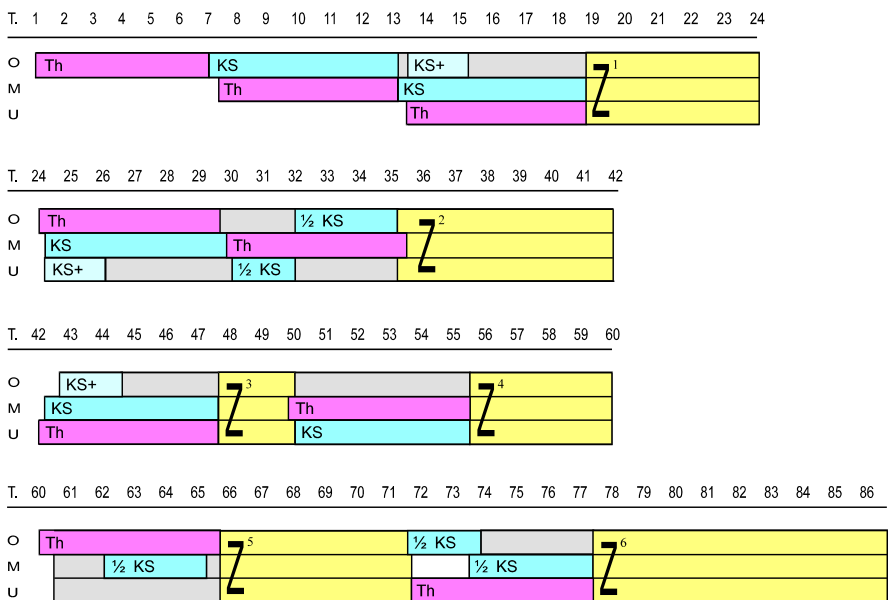 T. 2 3 4 5 6 7 8 9 10 11 12 13 14 15 16 17 18 19 20 21 22 23 24
O Th KS KS+ Z 1
M Th KS
U Th
T. 24 25 26 27 28 29 30 31 32 33 34 35 36 37 38 39 40 41 42
O Th ½ KS Z 2
M KS Th
U KS+ ½ KS
T. 42 43 44 45 46 47 48 49 50 51 52 53 54 55 56 57 58 59 60
O KS+ Z 3 Z 4
M KS Th
U Th KS
T. 60 61 62 63 64 65 66 67 68 69 70 71 72 73 74 75 76 77 78 79 80 81 82 83 84 85 86
O Th Z 5 ½ KS Z 6
M ½ KS ½ KS
U Th